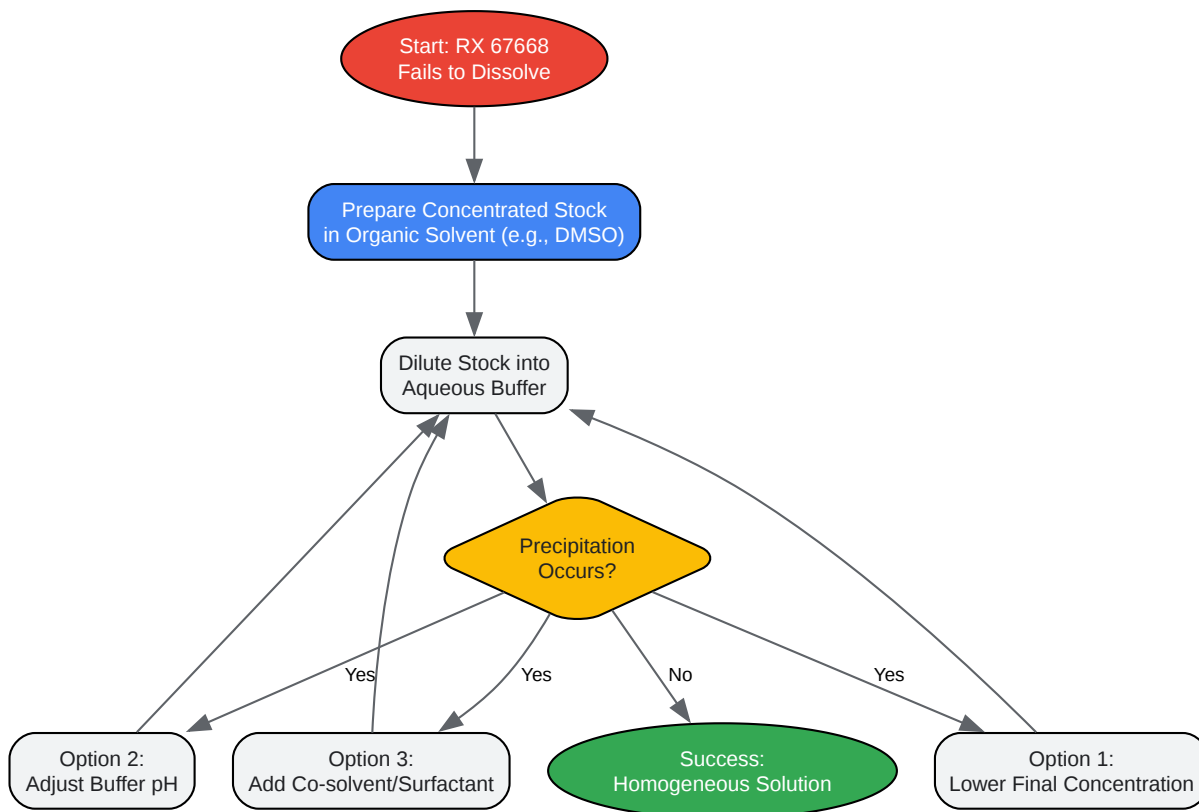 Start: RX 67668
Fails to Dissolve
Prepare Concentrated Stock
in Organic Solvent (e.g., DMSO)
Dilute Stock into
Aqueous Buffer
Precipitation
Occurs?
Yes
Yes
No
Yes
Option 2:
Adjust Buffer pH
Option 3:
Add Co-solvent/Surfactant
Success:
Homogeneous Solution
Option 1:
Lower Final Concentration